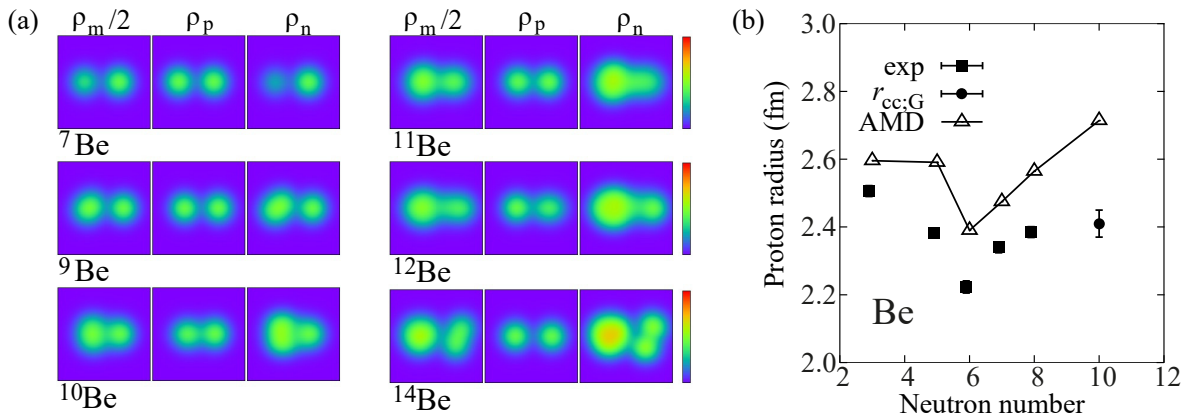 (a)
ρm/2 ρp ρn
ρm/2 ρp ρn
7Be
11Be
9Be
12Be
10Be
14Be
(b)
3.0
2.8
2.6
2.4
2.2
2.0
Proton radius (fm)
exp
rcc;G
AMD
Be
2 4 6 8 10 12
Neutron number